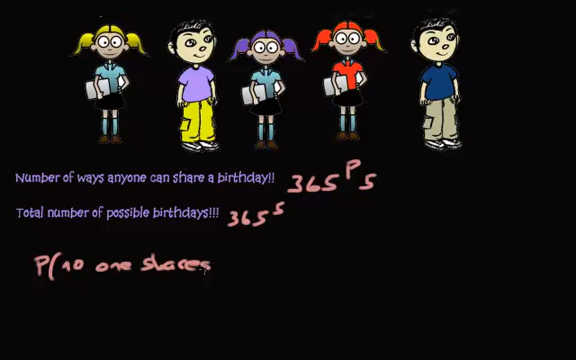 Number of ways anyone can share a birthday!! 365P5
Total number of possible birthdays!!! 365^5
P(no one shares